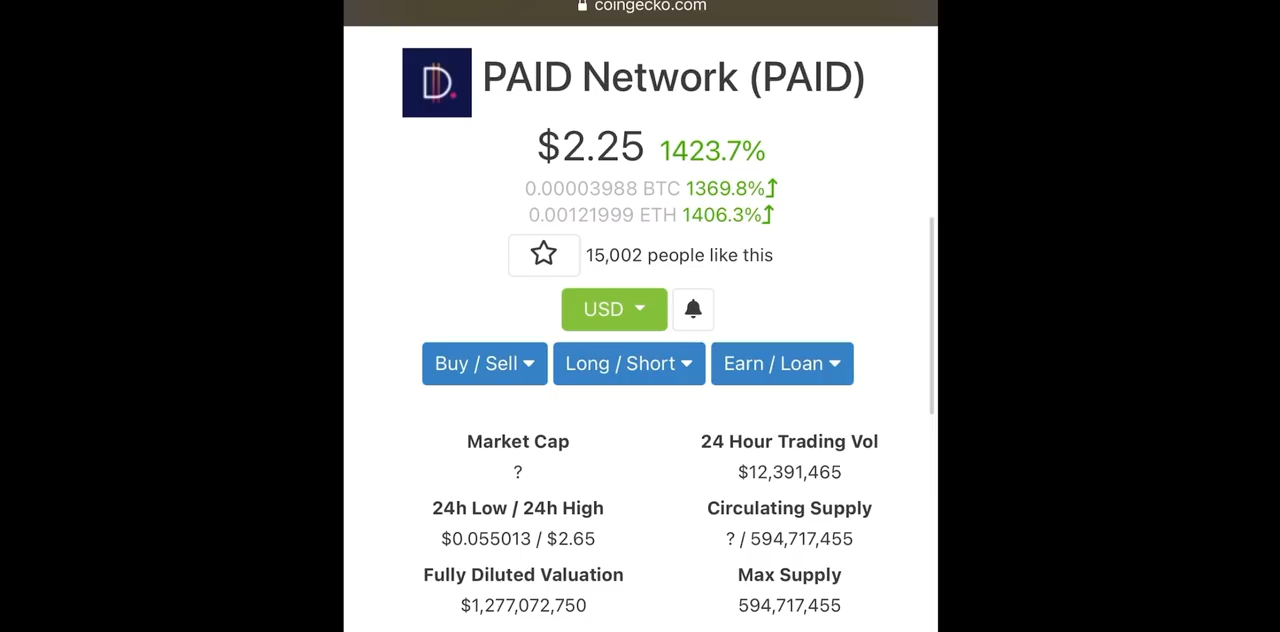 coingecko.com
PAID Network (PAID)
$2.25 1423.7%
0.00003988 BTC 1369.8%
0.00121999 ETH 1406.3%
15,002 people like this
USD
Buy / Sell Long / Short Earn / Loan
Market Cap 24 Hour Trading Vol
? $12,391,465
24h Low / 24h High Circulating Supply
$0.055013 / $2.65 ? / 594,717,455
Fully Diluted Valuation Max Supply
$1,277,072,750 594,717,455